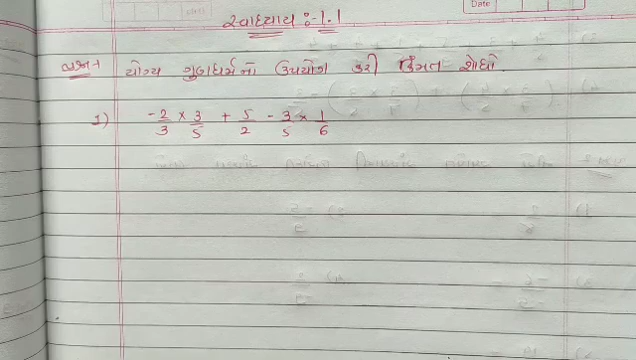 Date
સ્વાધ્યાય :- 1.1
પ્રશ્ન-1 યોગ્ય ગુણધર્મનો ઉપયોગ કરી કિંમત શોધો
1) -2/3 × 3/5 + 5/2 - 3/5 × 1/6